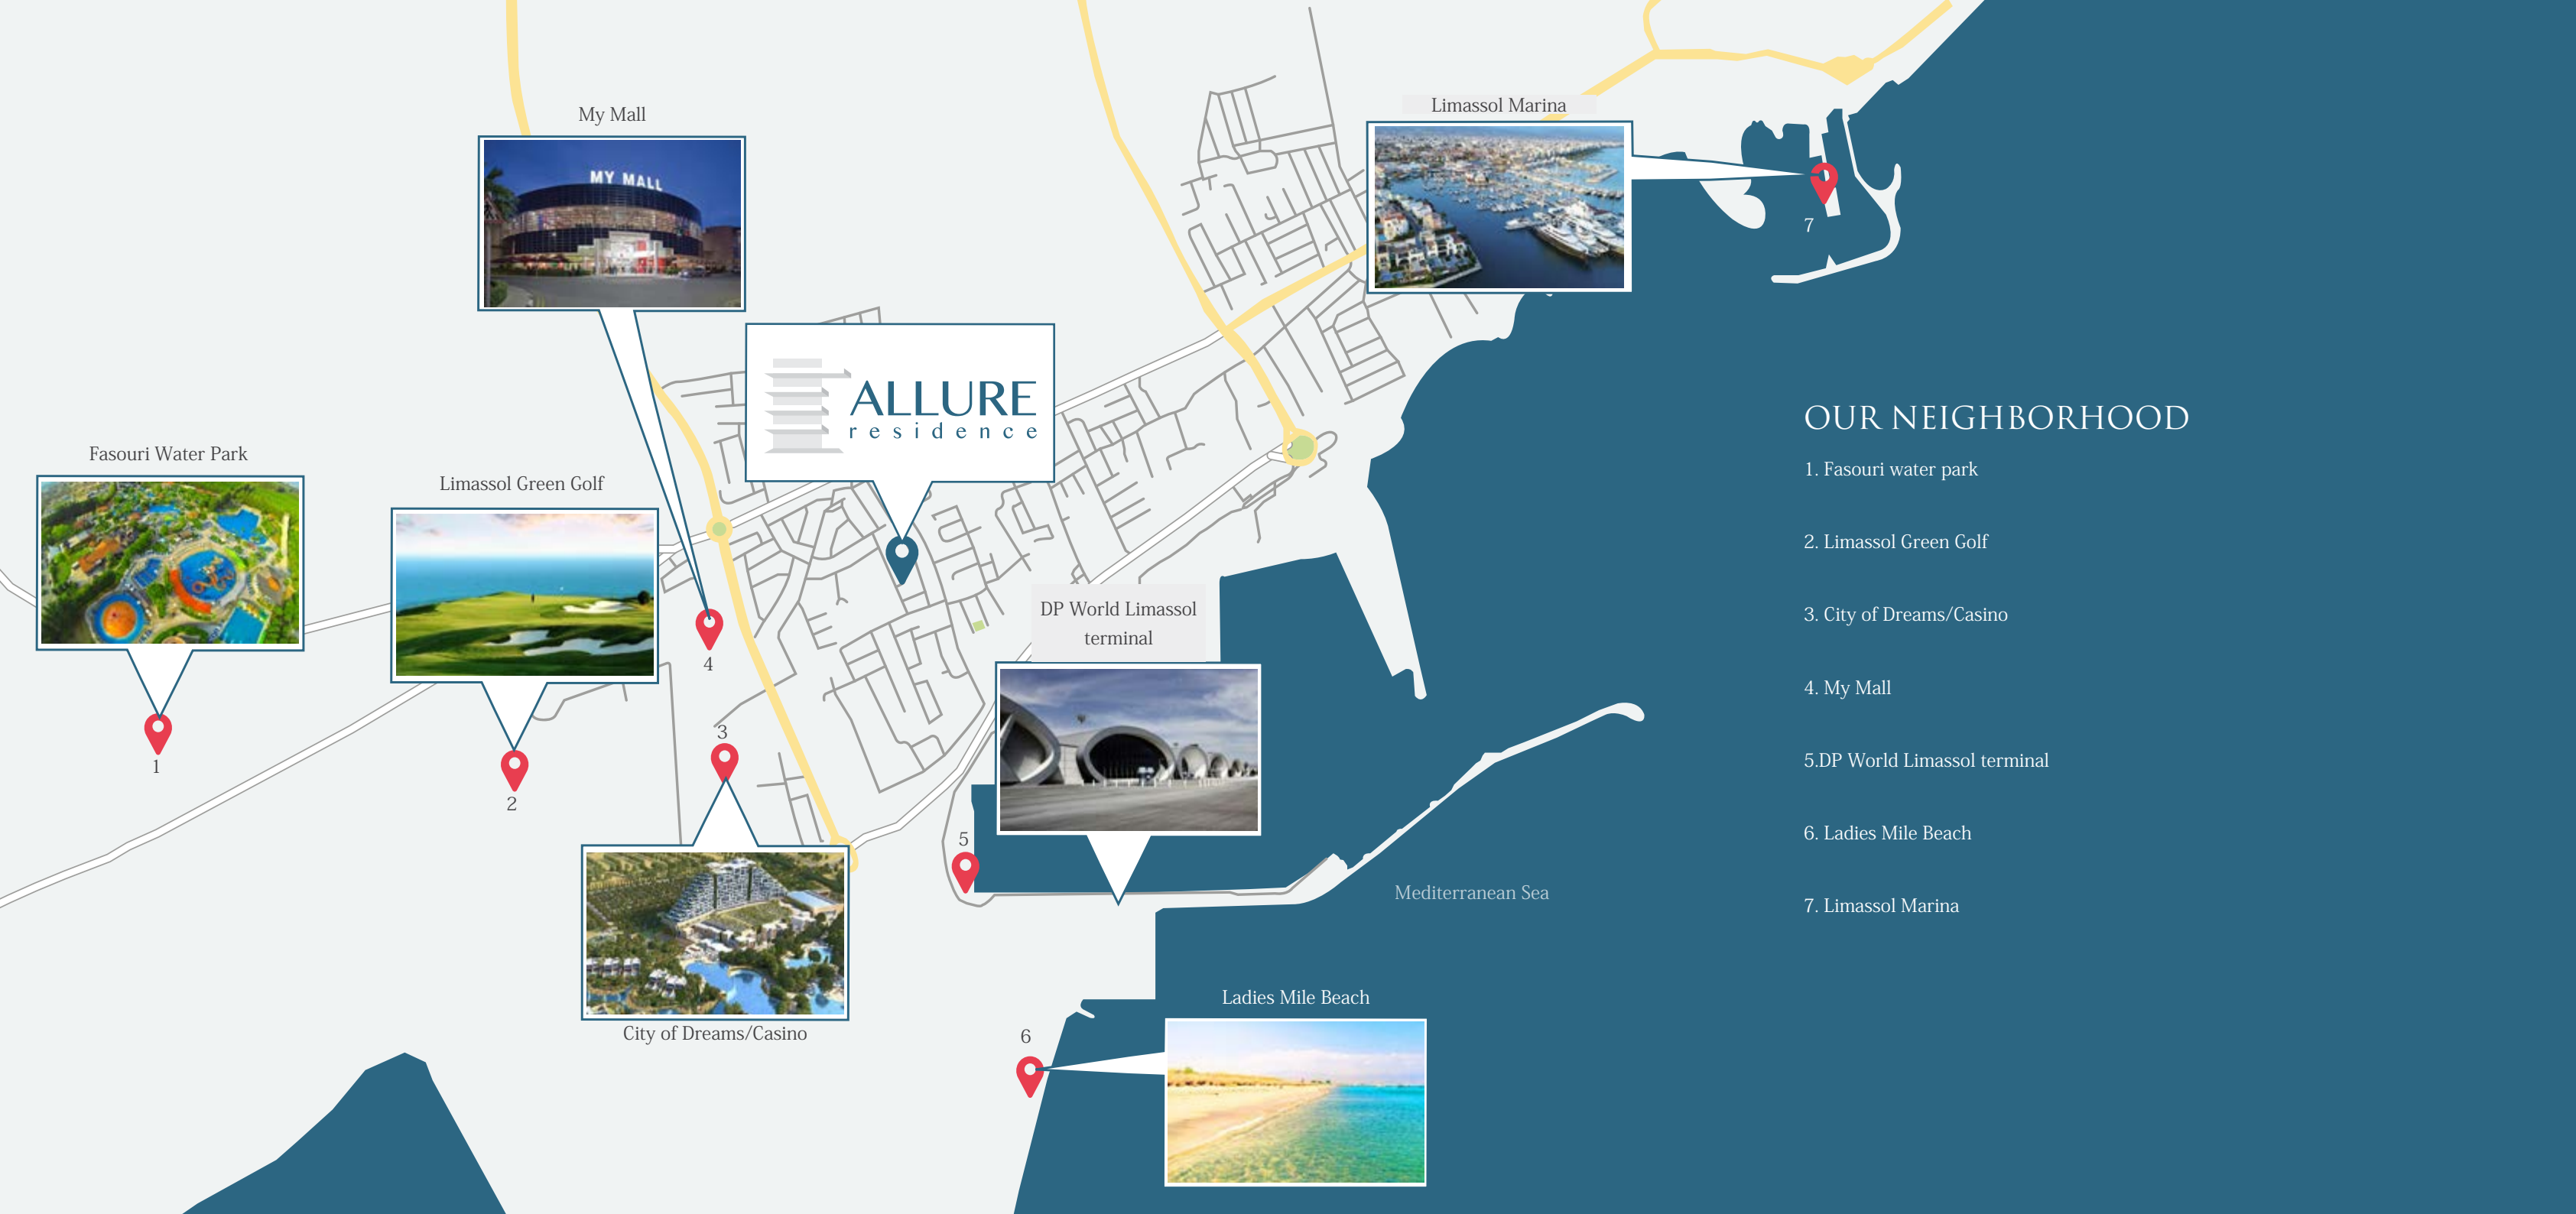 My Mall
MY MALL
Limassol Marina
7
ALLURE
residence
Fasouri Water Park
Limassol Green Golf
DP World Limassol
terminal
4
3
1
2
5
City of Dreams/Casino
Mediterranean Sea
Ladies Mile Beach
6
OUR NEIGHBORHOOD
1. Fasouri water park
2. Limassol Green Golf
3. City of Dreams/Casino
4. My Mall
5.DP World Limassol terminal
6. Ladies Mile Beach
7. Limassol Marina